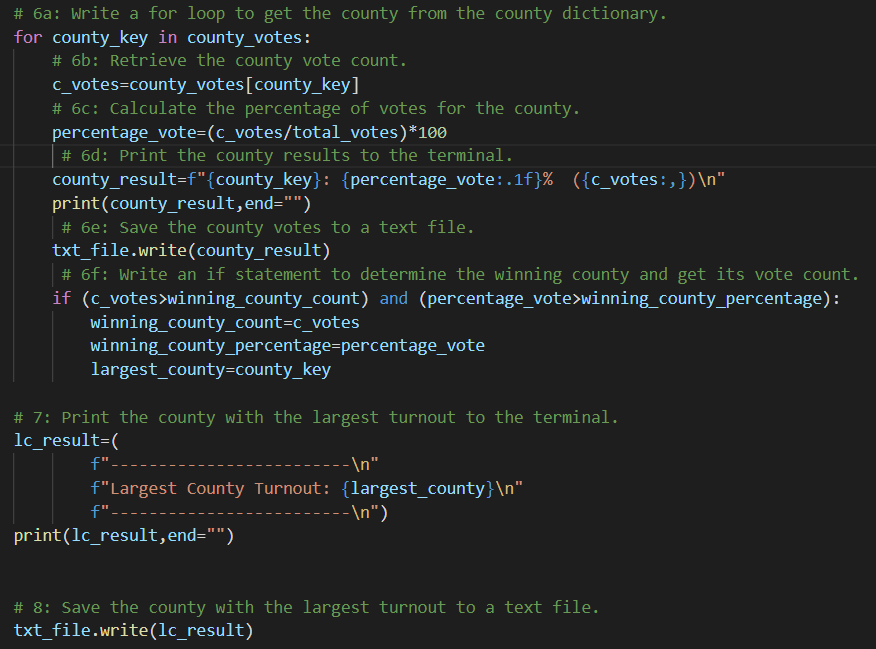 # 6a: Write a for loop to get the county from the county dictionary.
for county_key in county_votes:
    # 6b: Retrieve the county vote count.
    c_votes=county_votes[county_key]
    # 6c: Calculate the percentage of votes for the county.
    percentage_vote=(c_votes/total_votes)*100
     # 6d: Print the county results to the terminal.
    county_result=f"{county_key}: {percentage_vote:.1f}%  ({c_votes:,})\n"
    print(county_result,end="")
     # 6e: Save the county votes to a text file.
    txt_file.write(county_result)
     # 6f: Write an if statement to determine the winning county and get its vote count.
    if (c_votes>winning_county_count) and (percentage_vote>winning_county_percentage):
        winning_county_count=c_votes
        winning_county_percentage=percentage_vote
        largest_county=county_key

# 7: Print the county with the largest turnout to the terminal.
lc_result=(
        f"-------------------------\n"
        f"Largest County Turnout: {largest_county}\n"
        f"-------------------------\n")
print(lc_result,end="")


# 8: Save the county with the largest turnout to a text file.
txt_file.write(lc_result)